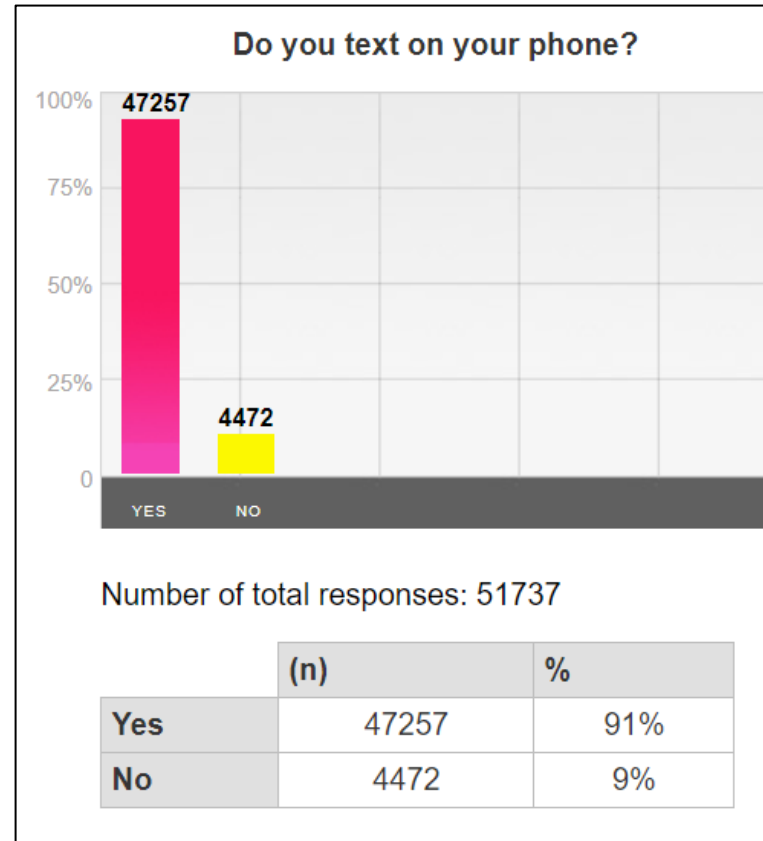 Do you text on your phone?
100%
47257
75%
50%
25%
4472
0
YES NO
Number of total responses: 51737
(n) %
Yes 47257 91%
No 4472 9%